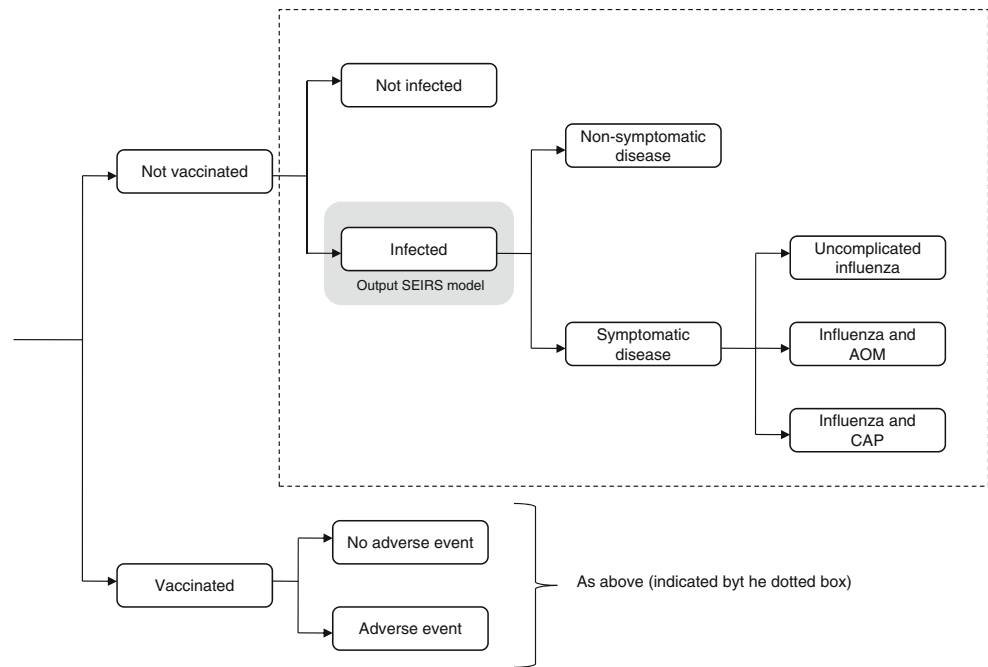 Not infected
Non-symptomatic
disease
Not vaccinated
Infected
Output SEIRS model
Uncomplicated
influenza
Symptomatic
disease
Influenza and
AOM
Influenza and
CAP
No adverse event
Vaccinated
As above (indicated byt he dotted box)
Adverse event